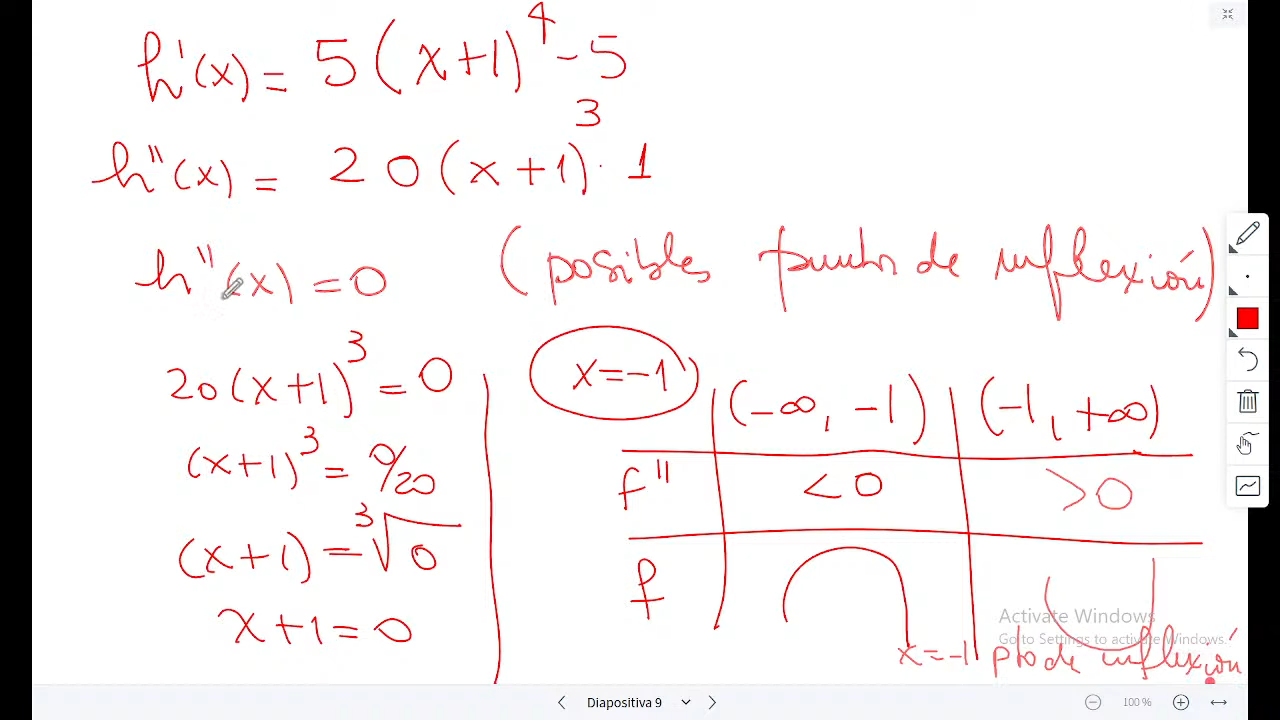 h'(x) = 5(x+1)⁴ - 5
h''(x) = 20(x+1)³ · 1
h''(x) = 0 (posibles puntos de inflexión)
20(x+1)³ = 0
(x+1)³ = 0/20
(x+1) = ³√0
x+1 = 0
x = -1
(-∞, -1) (-1, +∞)
f'' < 0 > 0
f
x = -1 pto de inflexión
Activate Windows
Go to Settings to activate Windows.
Diapositiva 9
100 %